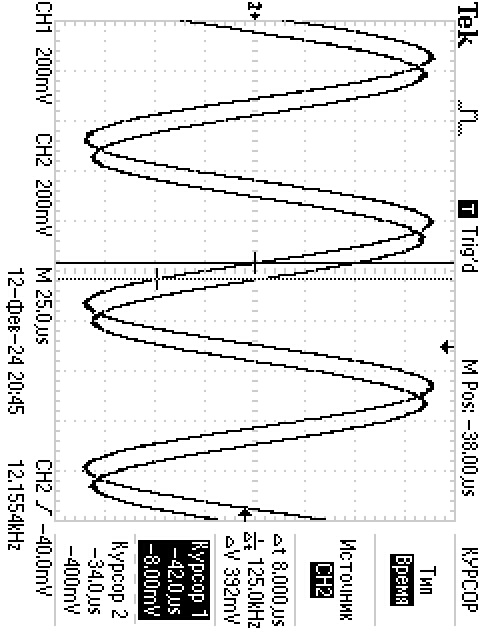 Tek T Trig'd M Pos: -38.00µs КУРСОР
Тип
Время
Источник
CH2
Δt 8.000µs
1/Δt 125.0kHz
ΔV 392mV
2
Курсор 1
-42.0µs
-8.00mV
Курсор 2
-34.0µs
-400mV
CH1 200mV CH2 200mV M 25.0µs CH2 -40.0mV
12-Фев-24 20:45 12.1554kHz